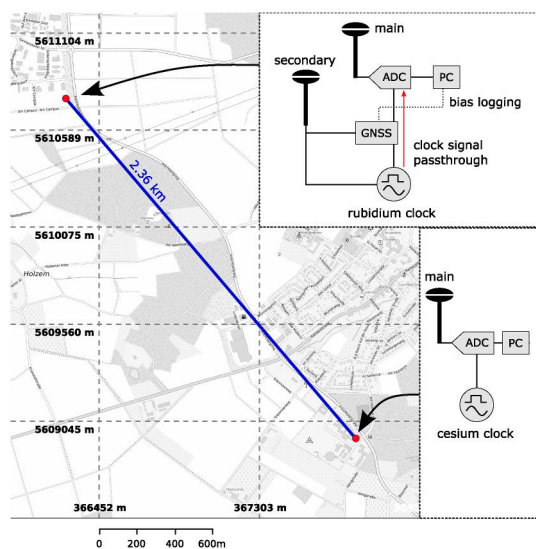 5611104 m
5610589 m
2.36 km
5610075 m
Holzem
5609560 m
5609045 m
366452 m
367303 m
0 200 400 600m
main
secondary
ADC
PC
bias logging
GNSS
clock signal
passthrough
rubidium clock
main
ADC
PC
cesium clock